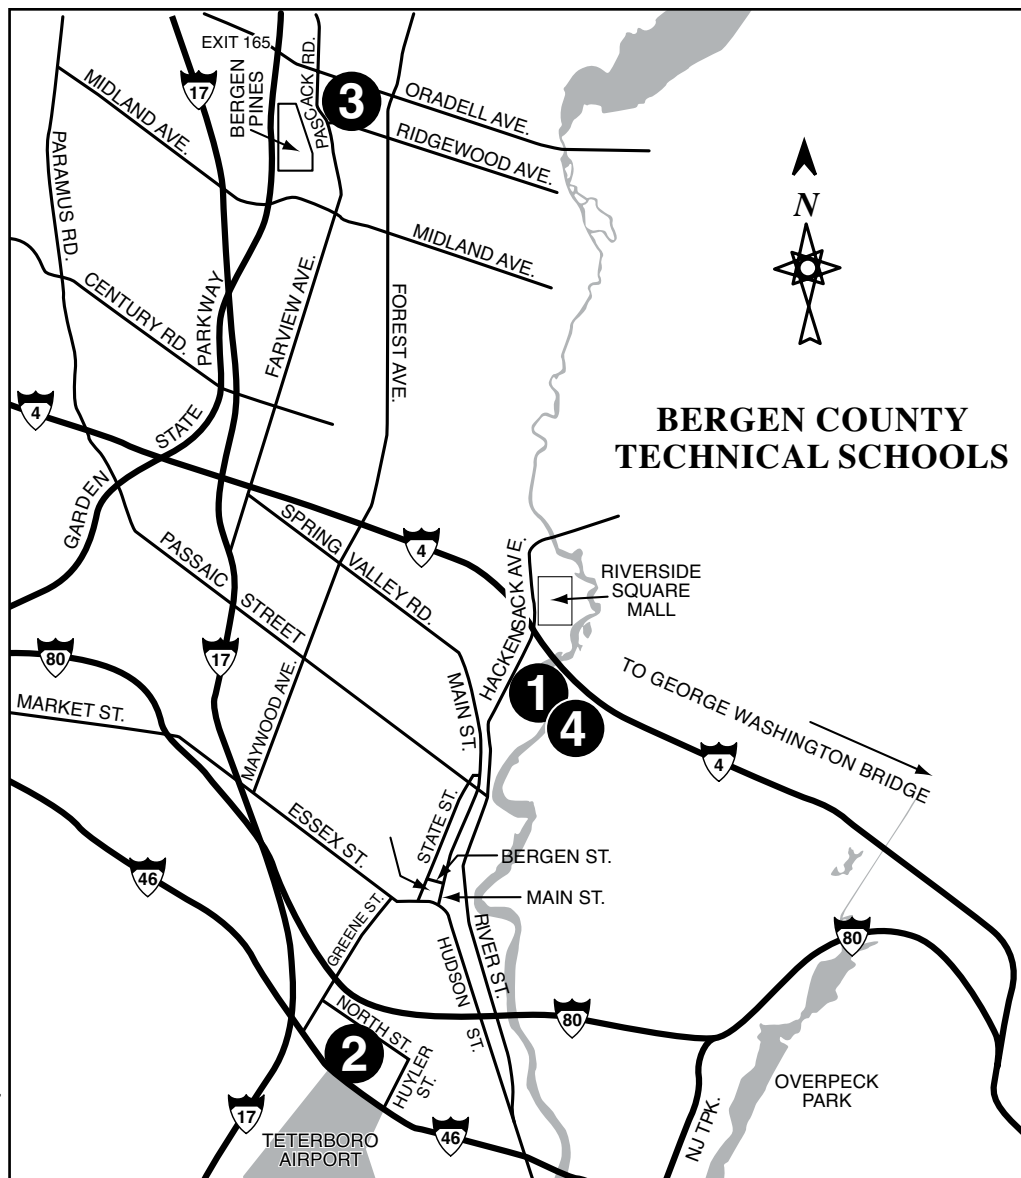 EXIT 165
PASCACK RD.
17
3
BERGEN
PINES
MIDLAND AVE.
ORADELL AVE.
RIDGEWOOD AVE.
PARAMUS RD.
N
MIDLAND AVE.
CENTURY RD.
PARKWAY
FARVIEW AVE.
FOREST AVE.
4
STATE
GARDEN
BERGEN COUNTY
TECHNICAL SCHOOLS
SPRING VALLEY RD.
4
PASSAIC STREET
HACKENSACK AVE.
RIVERSIDE
SQUARE
MALL
80
17
MARKET ST.
MAYWOOD AVE.
MAIN ST.
1
4
TO GEORGE WASHINGTON BRIDGE
4
ESSEX ST.
STATE ST.
BERGEN ST.
MAIN ST.
46
GREENE ST.
HUDSON ST.
RIVER ST.
80
NORTH ST.
80
2
HUYLER
ST.
OVERPECK
PARK
17
TETERBORO
AIRPORT
46
NJ TPK.